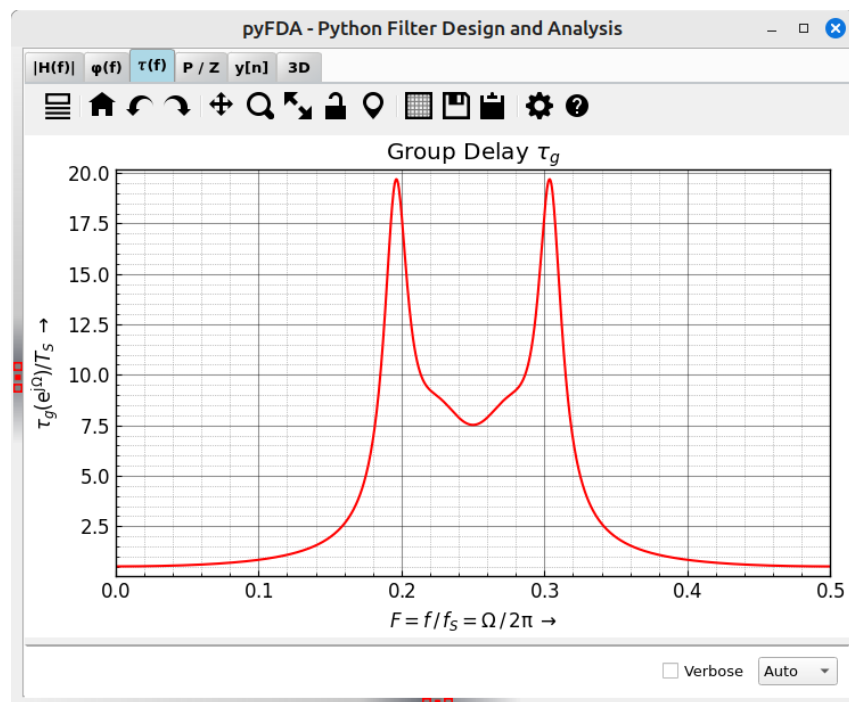 pyFDA - Python Filter Design and Analysis
|H(f)| φ(f) τ(f) P / Z y[n] 3D
Group Delay τg
τg(e^jΩ)/TS →
20.0
17.5
15.0
12.5
10.0
7.5
5.0
2.5
0.0 0.1 0.2 0.3 0.4 0.5
F = f / fS = Ω / 2π →
Verbose Auto